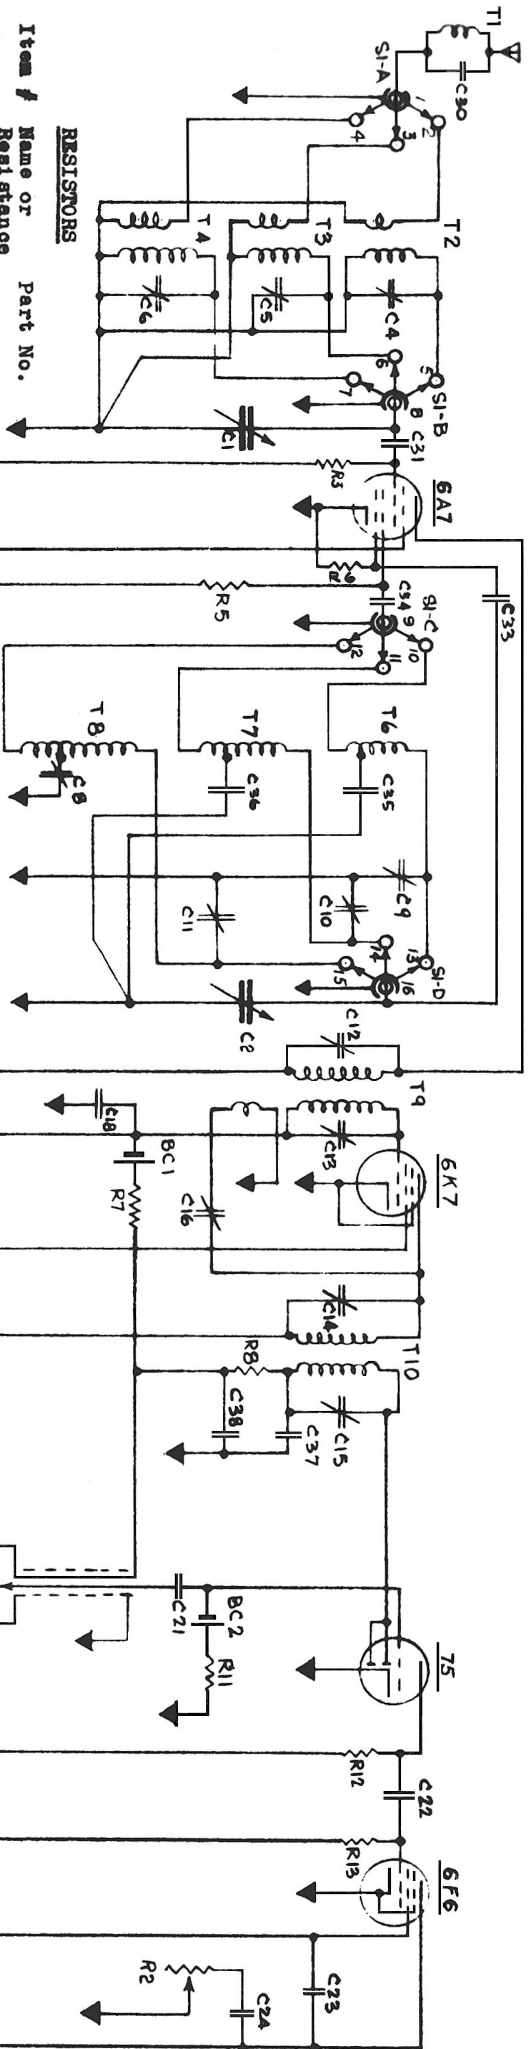 T1
C30
S1-A
1
2
3
4
T2
T3
T4
C4
C5
C6
5
6
7
8
S1-B
C1
C31
R3
6A7
C33
R5
C34
9
S1-C
10
11
12
T6
T7
T8
C35
C36
C8
C9
C10
C11
13
14
15
16
S1-D
C2
C12
T9
C13
6K7
C16
C18
BC1
R7
C14
T10
R8
C38
C37
C15
C21
BC2
R11
75
R12
C22
R13
6F6
C23
C24
R2
RESISTORS
Item # Name or Part No.
Resistance